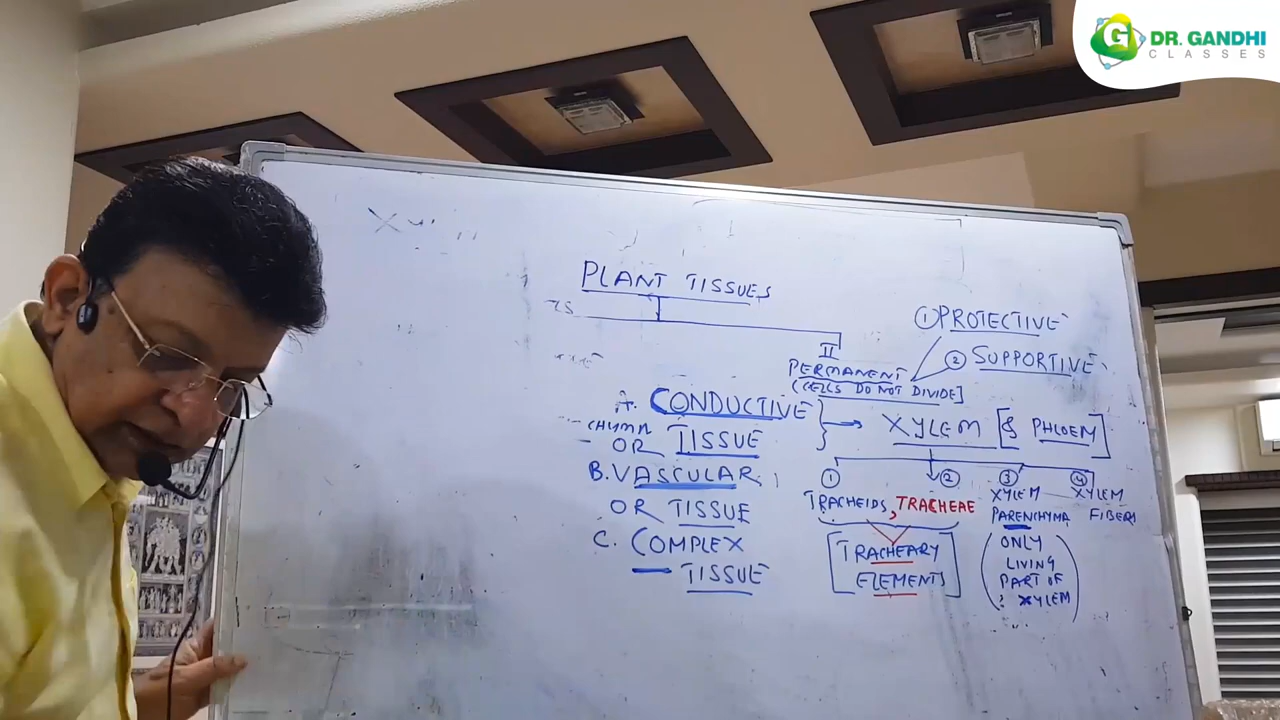 DR. GANDHI
CLASSES
PLANT TISSUES
① PROTECTIVE
② SUPPORTIVE
II
PERMANENT
(CELLS DO NOT DIVIDE]
A. CONDUCTIVE
OR TISSUE
B. VASCULAR
OR TISSUE
C. COMPLEX
TISSUE
XYLEM [& PHLOEM]
① ② ③ ④
TRACHEIDS, TRACHEAE
[TRACHEARY
ELEMENTS]
XYLEM
PARENCHYMA
(ONLY
LIVING
PART OF
XYLEM)
XYLEM
FIBERS